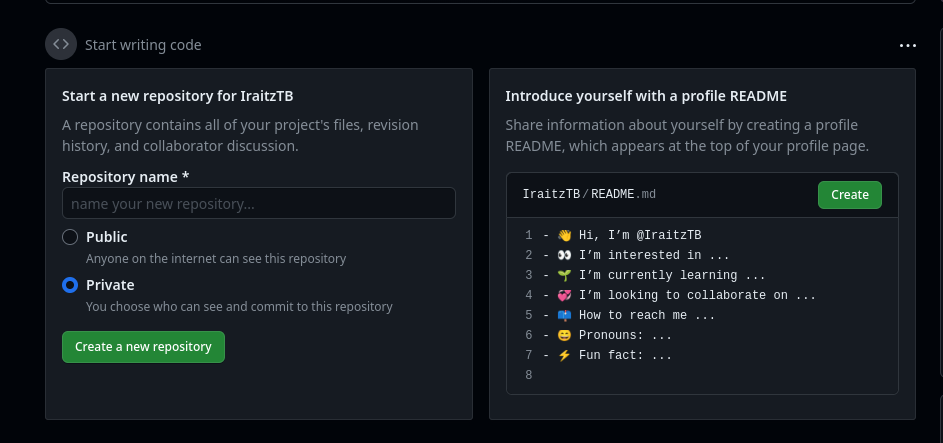 Start writing code
Start a new repository for IraitzTB
A repository contains all of your project's files, revision
history, and collaborator discussion.
Repository name *
name your new repository...
Public
Anyone on the internet can see this repository
Private
You choose who can see and commit to this repository
Create a new repository
Introduce yourself with a profile README
Share information about yourself by creating a profile
README, which appears at the top of your profile page.
IraitzTB/README.md
Create
1 - 👋 Hi, I’m @IraitzTB
2 - 👀 I’m interested in ...
3 - 🌱 I’m currently learning ...
4 - 💞️ I’m looking to collaborate on ...
5 - 📫 How to reach me ...
6 - 😄 Pronouns: ...
7 - ⚡ Fun fact: ...
8